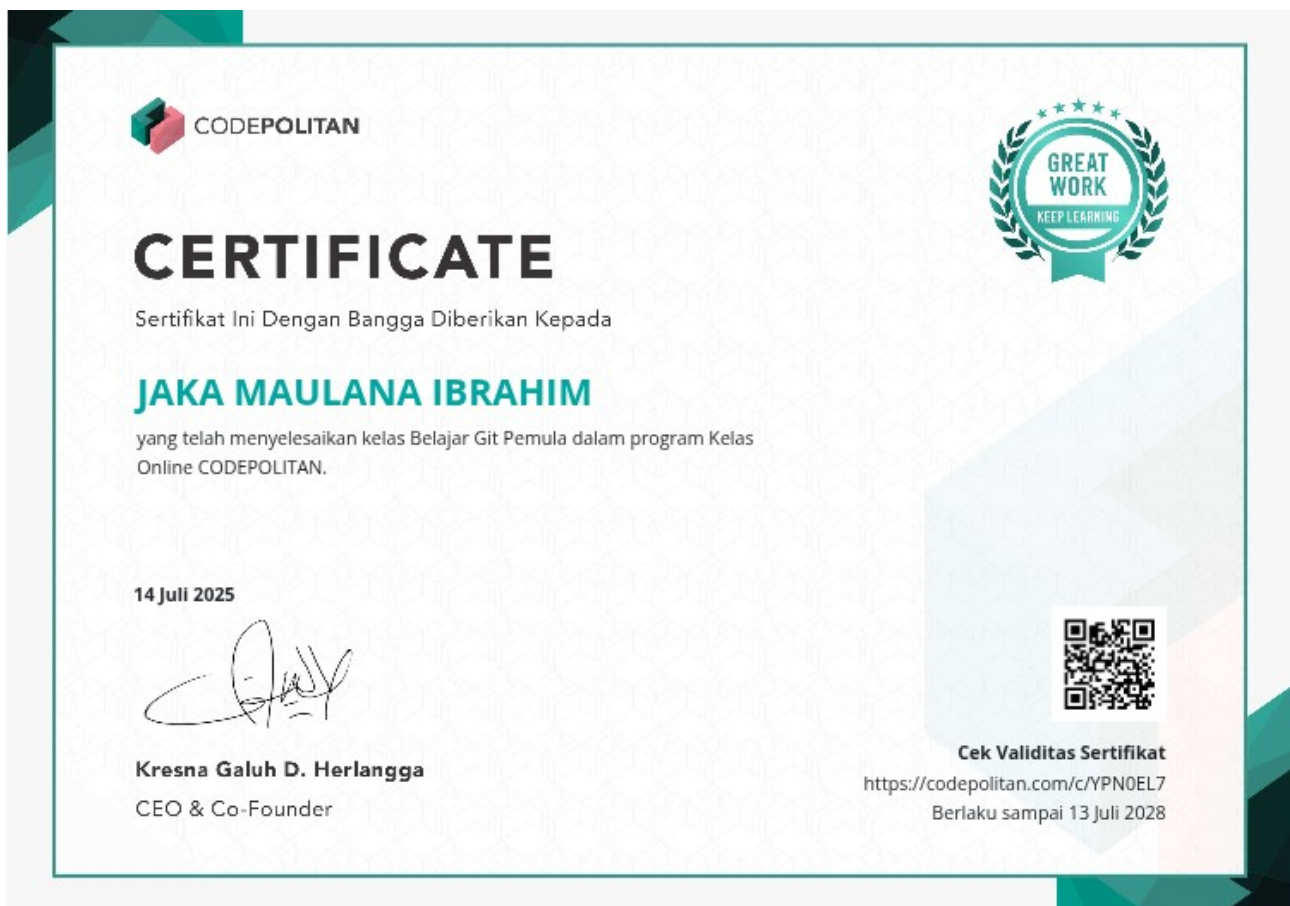 CODEPOLITAN
GREAT
WORK
KEEP LEARNING
CERTIFICATE
Sertifikat Ini Dengan Bangga Diberikan Kepada
JAKA MAULANA IBRAHIM
yang telah menyelesaikan kelas Belajar Git Pemula dalam program Kelas
Online CODEPOLITAN.
14 Juli 2025
Kresna Galuh D. Herlangga
CEO & Co-Founder
Cek Validitas Sertifikat
https://codepolitan.com/c/YPN0EL7
Berlaku sampai 13 Juli 2028